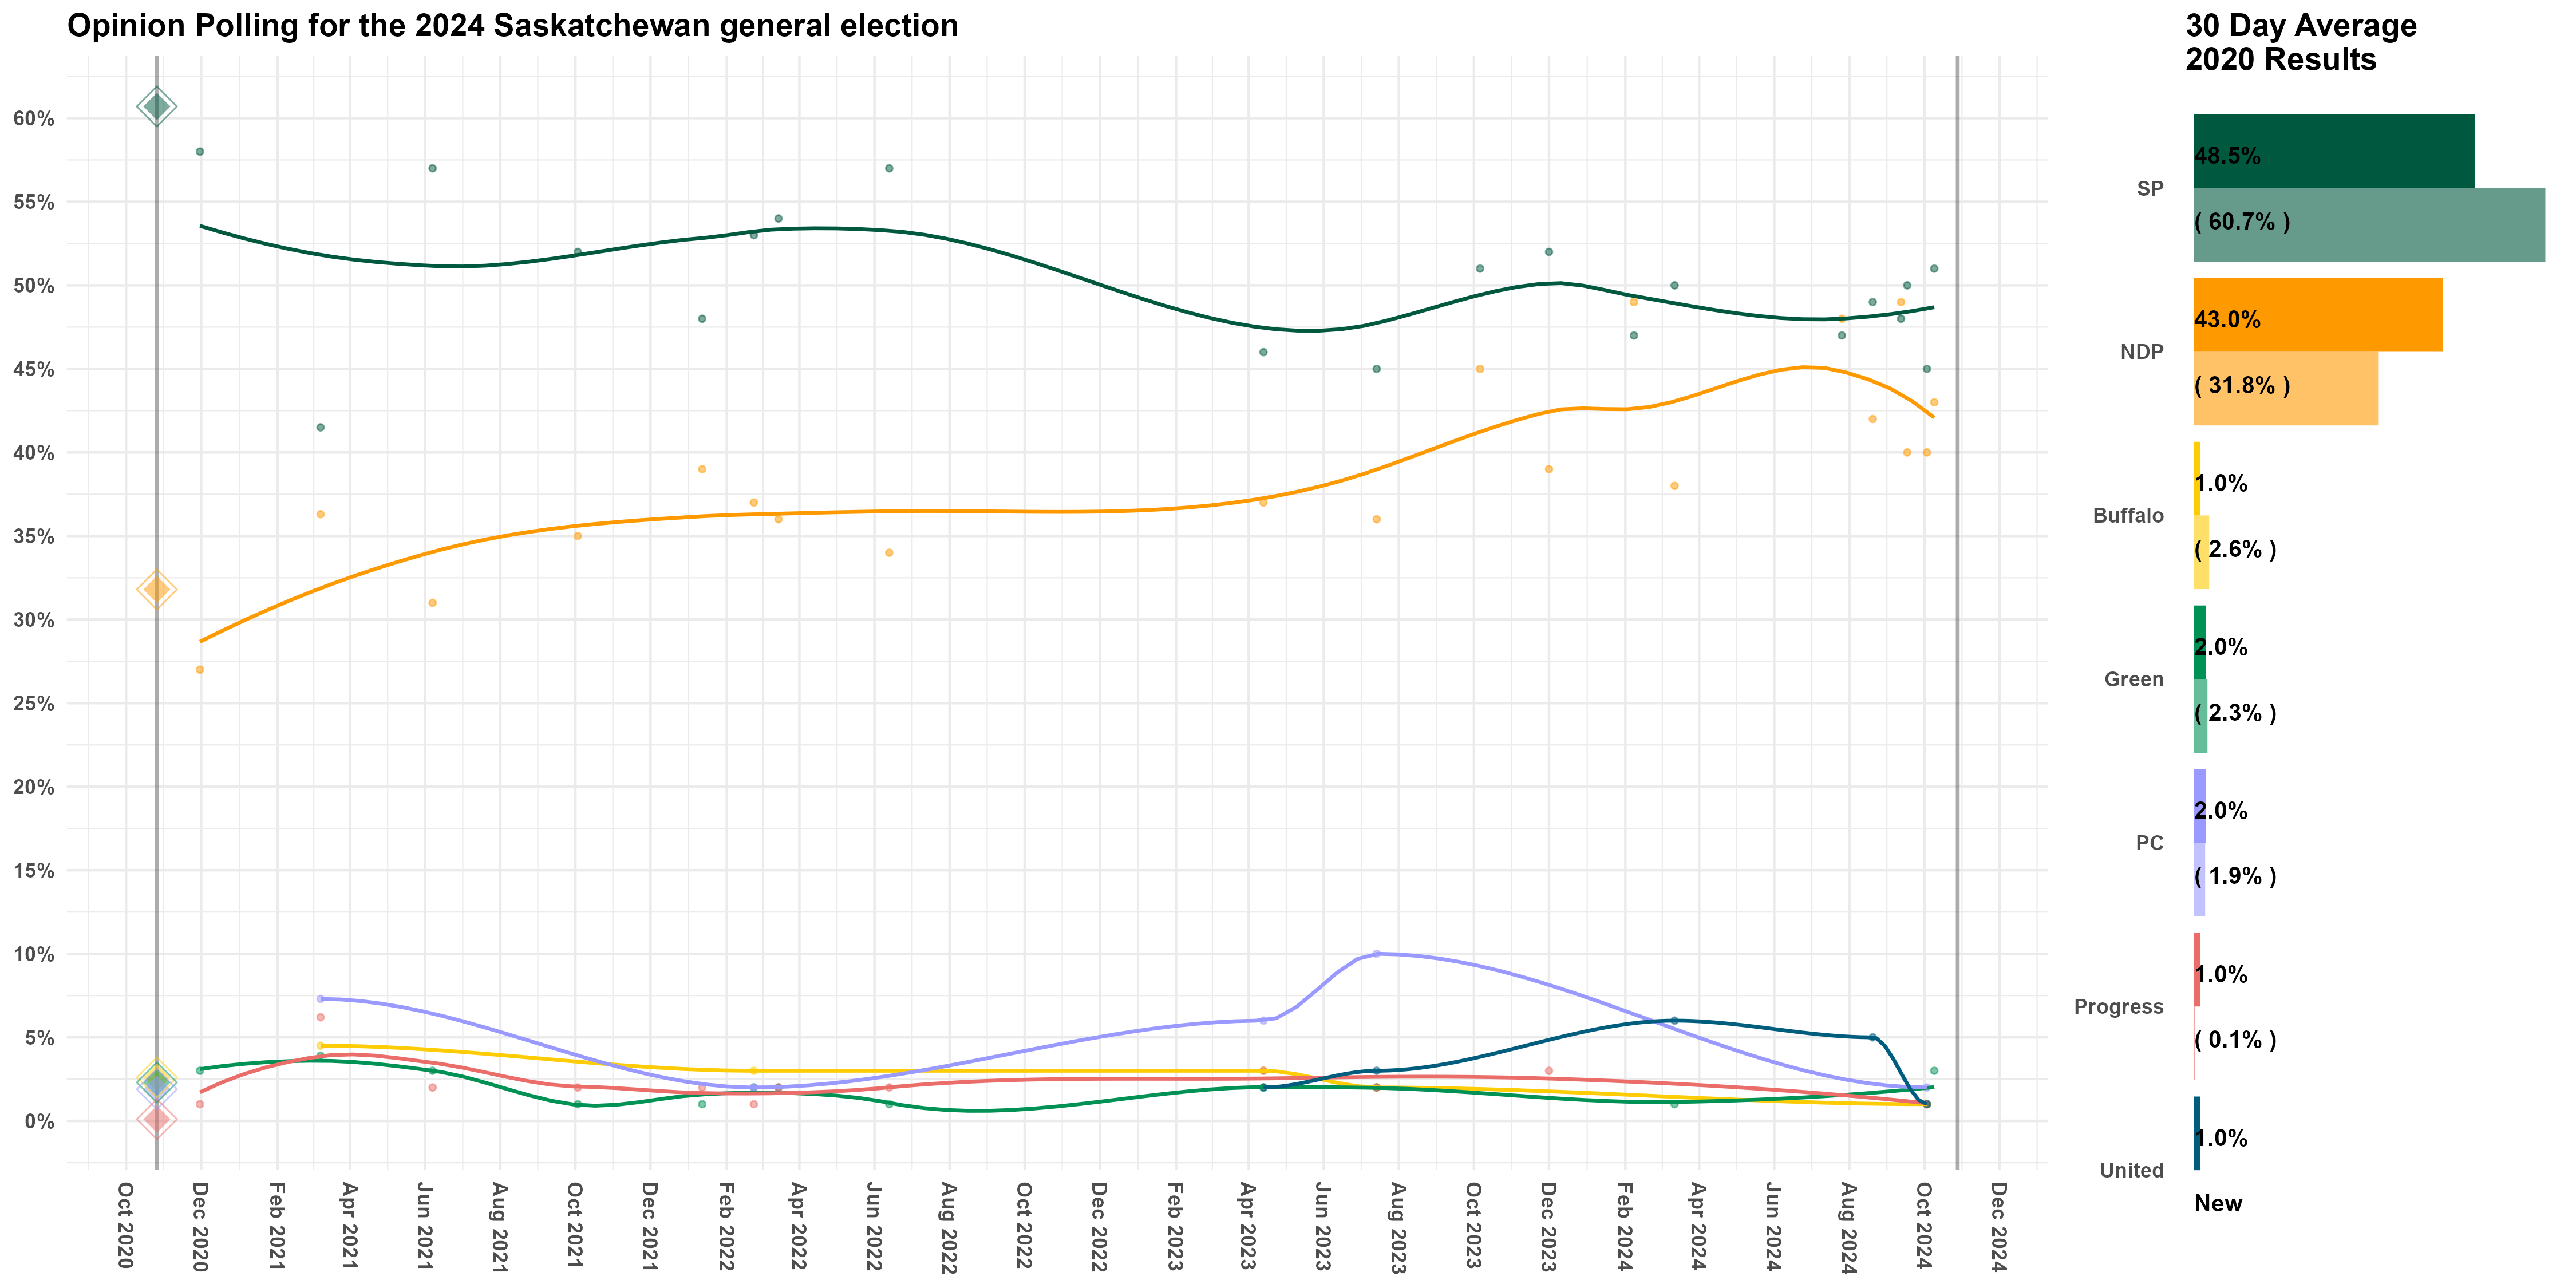 Opinion Polling for the 2024 Saskatchewan general election
60%
55%
50%
45%
40%
35%
30%
25%
20%
15%
10%
5%
0%
Oct 2020
Dec 2020
Feb 2021
Apr 2021
Jun 2021
Aug 2021
Oct 2021
Dec 2021
Feb 2022
Apr 2022
Jun 2022
Aug 2022
Oct 2022
Dec 2022
Feb 2023
Apr 2023
Jun 2023
Aug 2023
Oct 2023
Dec 2023
Feb 2024
Apr 2024
Jun 2024
Aug 2024
Oct 2024
Dec 2024
30 Day Average
2020 Results
SP
48.5%
( 60.7% )
NDP
43.0%
( 31.8% )
Buffalo
1.0%
( 2.6% )
Green
2.0%
( 2.3% )
PC
2.0%
( 1.9% )
Progress
1.0%
( 0.1% )
United
1.0%
New